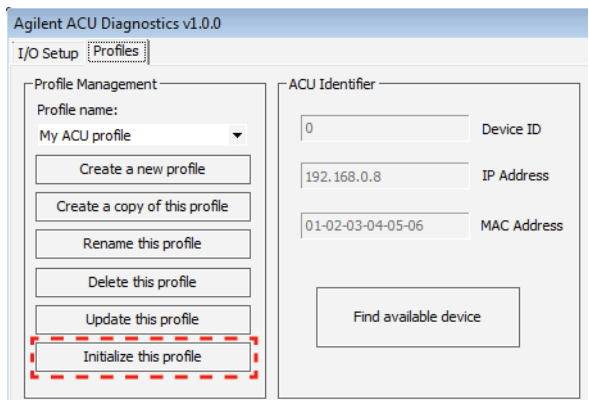 Agilent ACU Diagnostics v1.0.0
I/O Setup Profiles
Profile Management
Profile name:
My ACU profile
Create a new profile
Create a copy of this profile
Rename this profile
Delete this profile
Update this profile
Initialize this profile
ACU Identifier
0 Device ID
192.168.0.8 IP Address
01-02-03-04-05-06 MAC Address
Find available device